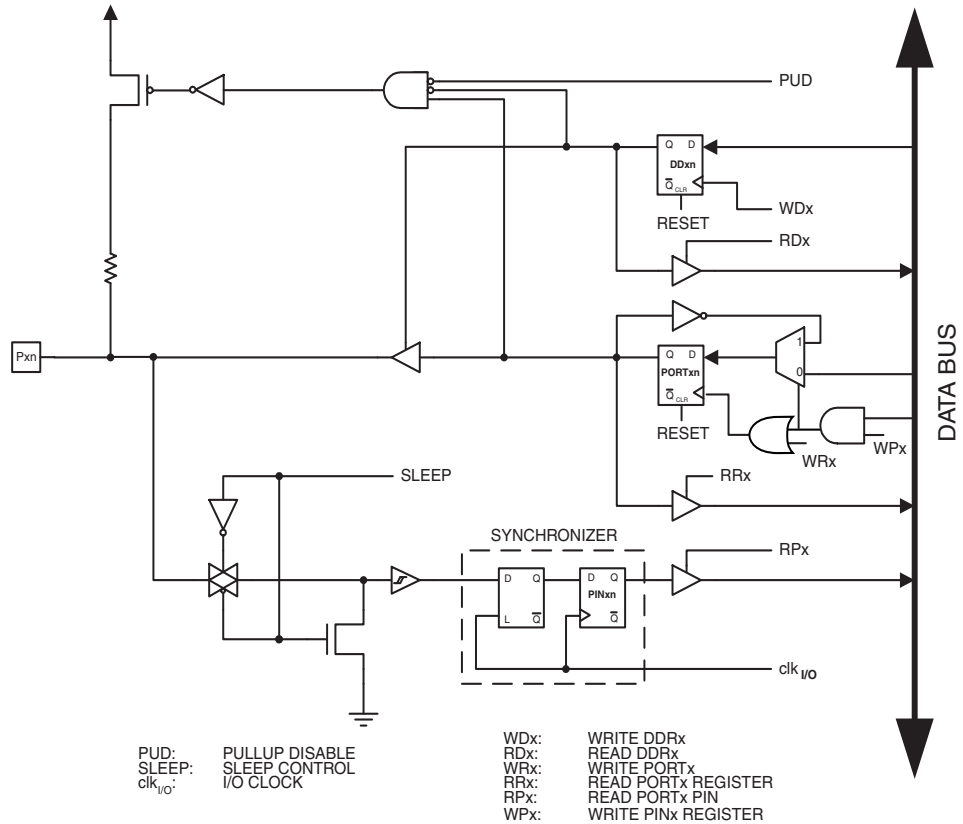 PUD
Q D
DDxn
Q CLR
WDx
RESET
RDx
Pxn
1
Q D
PORTxn
0
Q CLR
RESET
WRx
WPx
DATA BUS
SLEEP
RRx
SYNCHRONIZER
RPx
D Q
D Q
PINxn
L Q
Q
clk I/O
PUD: PULLUP DISABLE
SLEEP: SLEEP CONTROL
clkI/O: I/O CLOCK
WDx: WRITE DDRx
RDx: READ DDRx
WRx: WRITE PORTx
RRx: READ PORTx REGISTER
RPx: READ PORTx PIN
WPx: WRITE PINx REGISTER